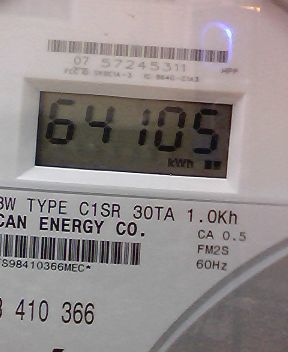 07 57245311
HPP
64105
kWh
3W TYPE C1SR 30TA 1.0Kh
CAN ENERGY CO.
CA 0.5
FM2S
60Hz
S98410366MEC*
410 366